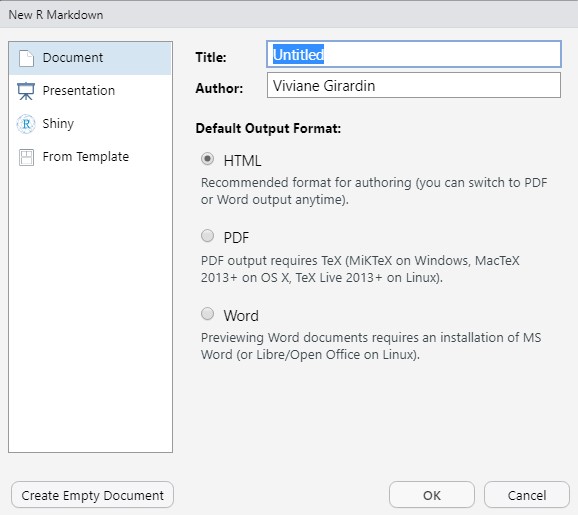 New R Markdown
Document
Presentation
Shiny
From Template
Title: Untitled
Author: Viviane Girardin
Default Output Format:
HTML
Recommended format for authoring (you can switch to PDF
or Word output anytime).
PDF
PDF output requires TeX (MiKTeX on Windows, MacTeX
2013+ on OS X, TeX Live 2013+ on Linux).
Word
Previewing Word documents requires an installation of MS
Word (or Libre/Open Office on Linux).
Create Empty Document
OK
Cancel